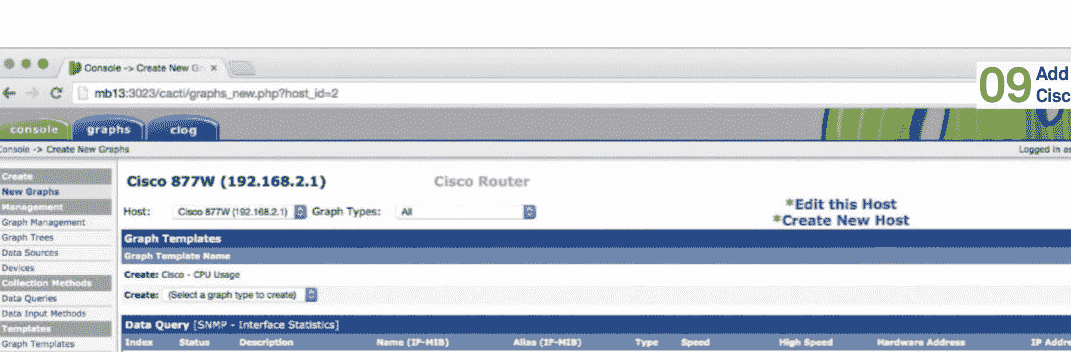 Console -> Create New Gr
mb13:3023/cacti/graphs_new.php?host_id=2
09 Add
Cisc
console graphs clog
Console -> Create New Graphs
Logged in as
Create
New Graphs
Management
Graph Management
Graph Trees
Data Sources
Devices
Collection Methods
Data Queries
Data Input Methods
Templates
Graph Templates
Cisco 877W (192.168.2.1) Cisco Router
Host: Cisco 877W (192.168.2.1) Graph Types: All
*Edit this Host
*Create New Host
Graph Templates
Graph Template Name
Create: Cisco - CPU Usage
Create: (Select a graph type to create)
Data Query [SNMP - Interface Statistics]
Index Status Description Name (IP-MIB) Alias (IP-MIB) Type Speed High Speed Hardware Address IP Addre